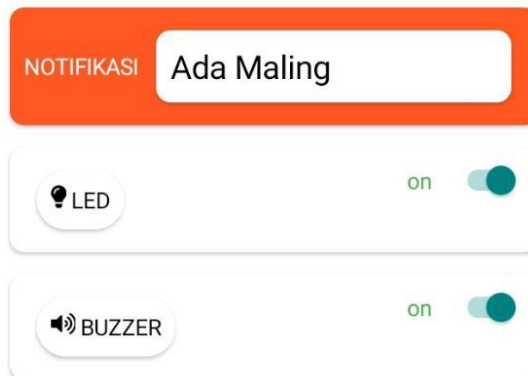 NOTIFIKASI Ada Maling
on
LED
on
BUZZER